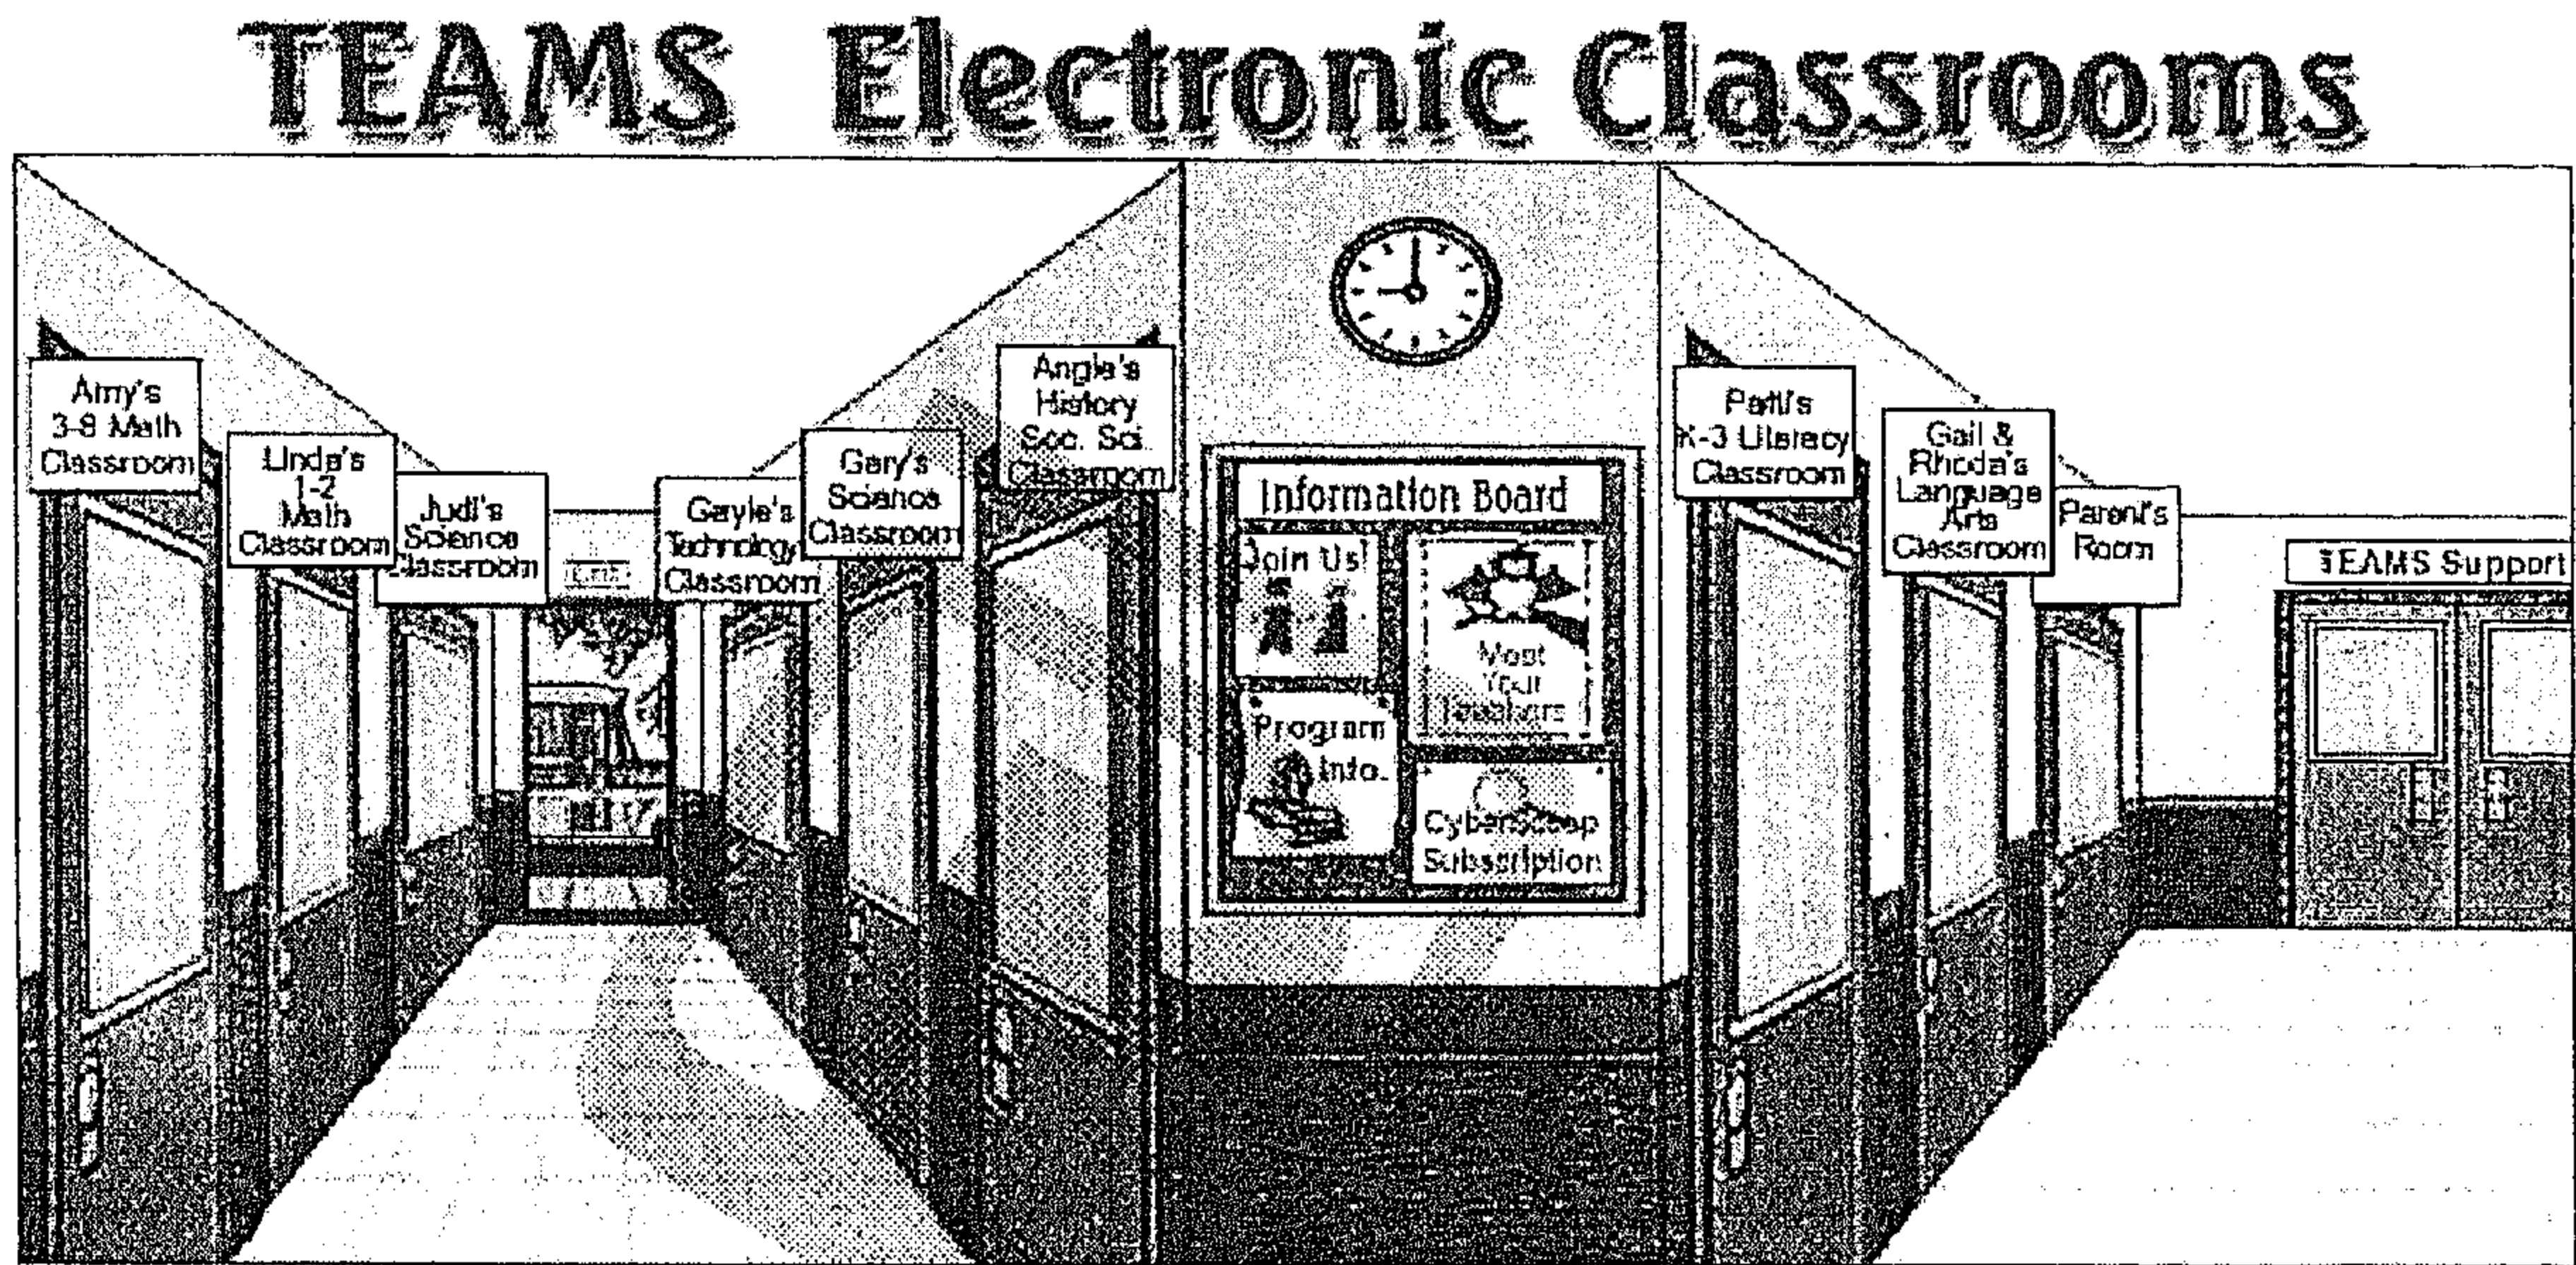 TEAMS Electronic Classrooms
Amy's
3-8 Math
Classroom
Linda's
1-2
Math
Classroom
Judi's
Science
Classroom
Gayle's
Technology
Classroom
Gary's
Science
Classroom
Angie's
History
Soc. Sci.
Classroom
Information Board
Join Us!
Meet
Your
Teachers
Program
Info.
Cyber
Subscription
Patti's
K-3 Literacy
Classroom
Gail &
Rhoda's
Language
Arts
Classroom
Parent's
Room
TEAMS Support